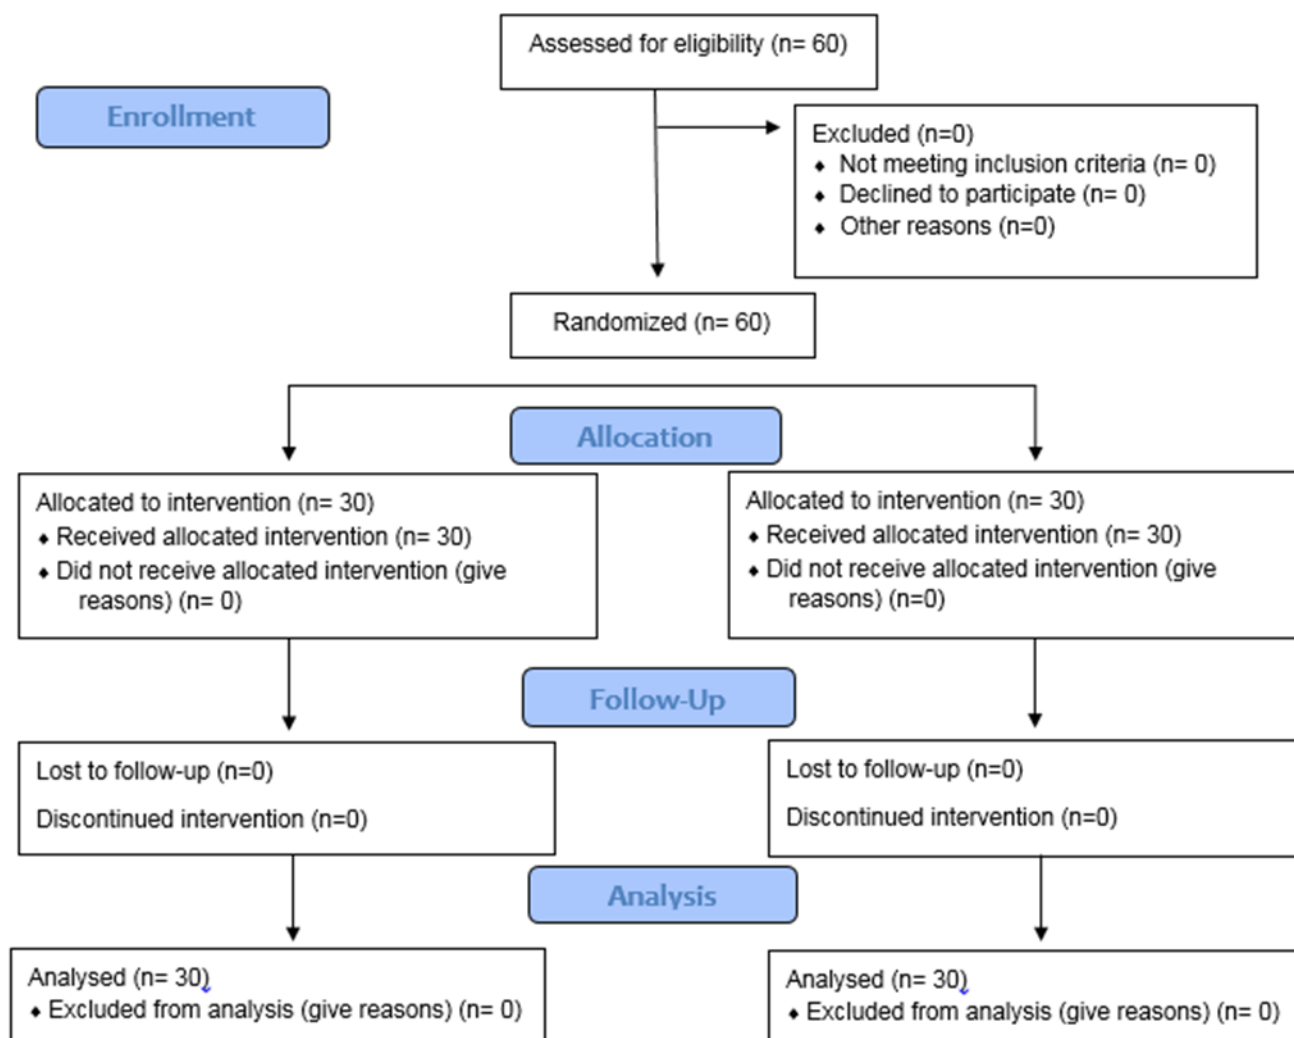 Assessed for eligibility (n= 60)
Enrollment
Excluded (n=0)
♦ Not meeting inclusion criteria (n= 0)
♦ Declined to participate (n= 0)
♦ Other reasons (n=0)
Randomized (n= 60)
Allocation
Allocated to intervention (n= 30)
♦ Received allocated intervention (n= 30)
♦ Did not receive allocated intervention (give
reasons) (n= 0)
Allocated to intervention (n= 30)
♦ Received allocated intervention (n= 30)
♦ Did not receive allocated intervention (give
reasons) (n=0)
Follow-Up
Lost to follow-up (n=0)
Discontinued intervention (n=0)
Lost to follow-up (n=0)
Discontinued intervention (n=0)
Analysis
Analysed (n= 30)
♦ Excluded from analysis (give reasons) (n= 0)
Analysed (n= 30)
♦ Excluded from analysis (give reasons) (n= 0)